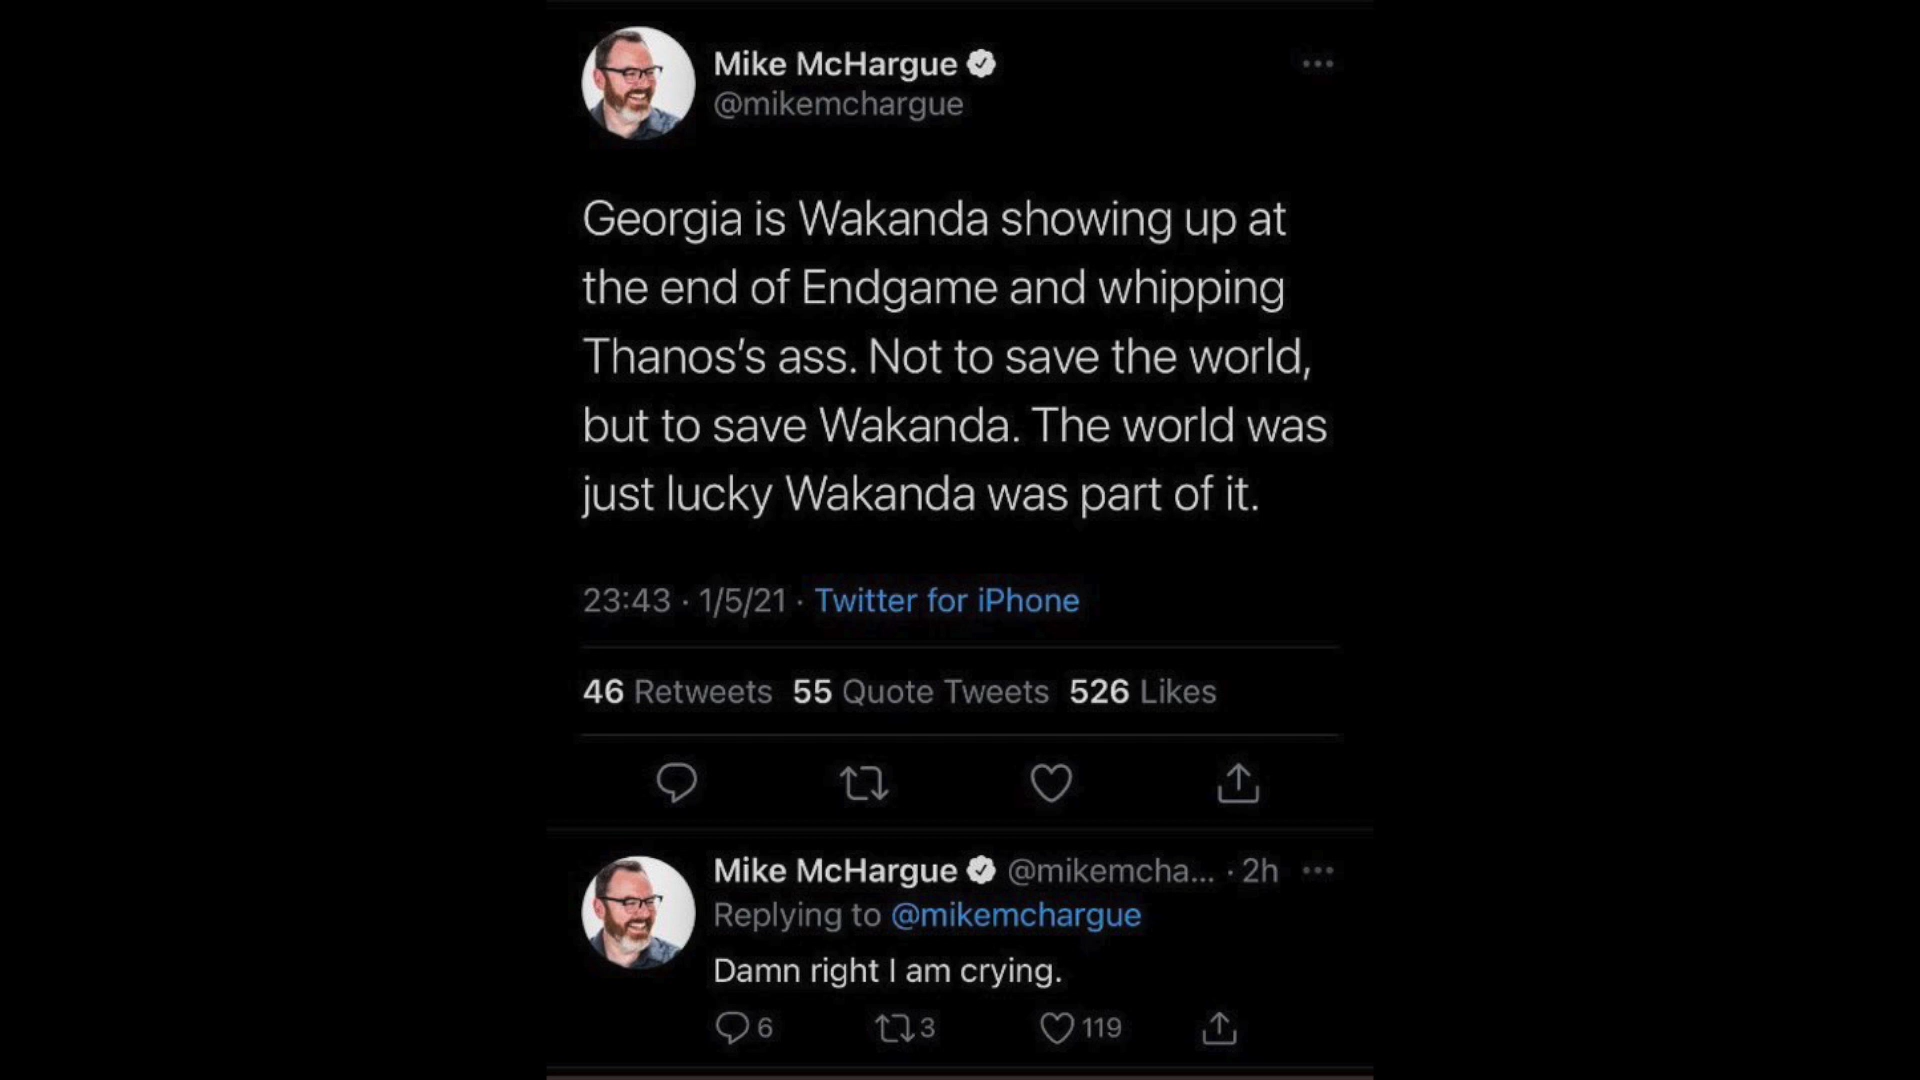 Mike McHargue
@mikemchargue
Georgia is Wakanda showing up at
the end of Endgame and whipping
Thanos’s ass. Not to save the world,
but to save Wakanda. The world was
just lucky Wakanda was part of it.
23:43 · 1/5/21 · Twitter for iPhone
46 Retweets 55 Quote Tweets 526 Likes
Mike McHargue @mikemcha... · 2h
Replying to @mikemchargue
Damn right I am crying.
6 3 119